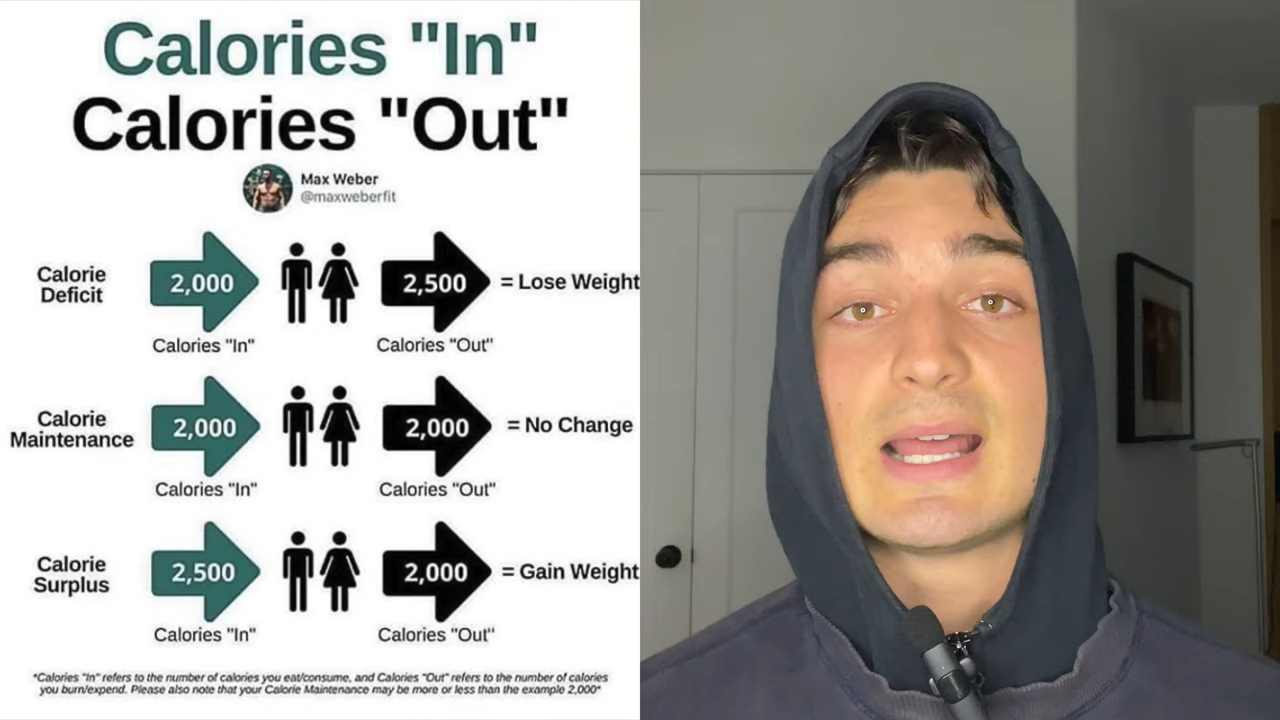 Calories "In"
Calories "Out"
Max Weber
@maxweberfit
Calorie
Deficit
2,000
2,500
= Lose Weight
Calories "In"
Calories "Out"
Calorie
Maintenance
2,000
2,000
= No Change
Calories "In"
Calories "Out"
Calorie
Surplus
2,500
2,000
= Gain Weight
Calories "In"
Calories "Out"
*Calories "In" refers to the number of calories you eat/consume, and Calories "Out" refers to the number of calories
you burn/expend. Please also note that your Calorie Maintenance may be more or less than the example 2,000*